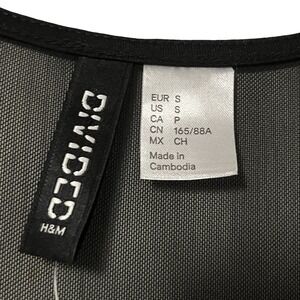 DIVIDED
H&M
EUR S
US S
CA P
CN 165/88A
MX CH
Made in
Cambodia